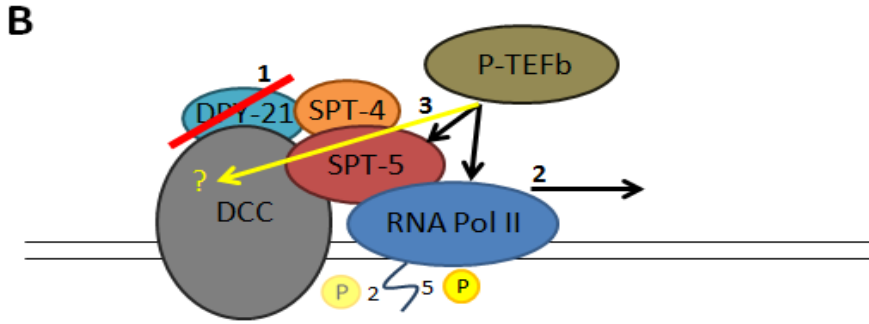 B
P-TEFb
1
DPY-21
SPT-4
3
SPT-5
2
?
DCC
RNA Pol II
P
2
5
P